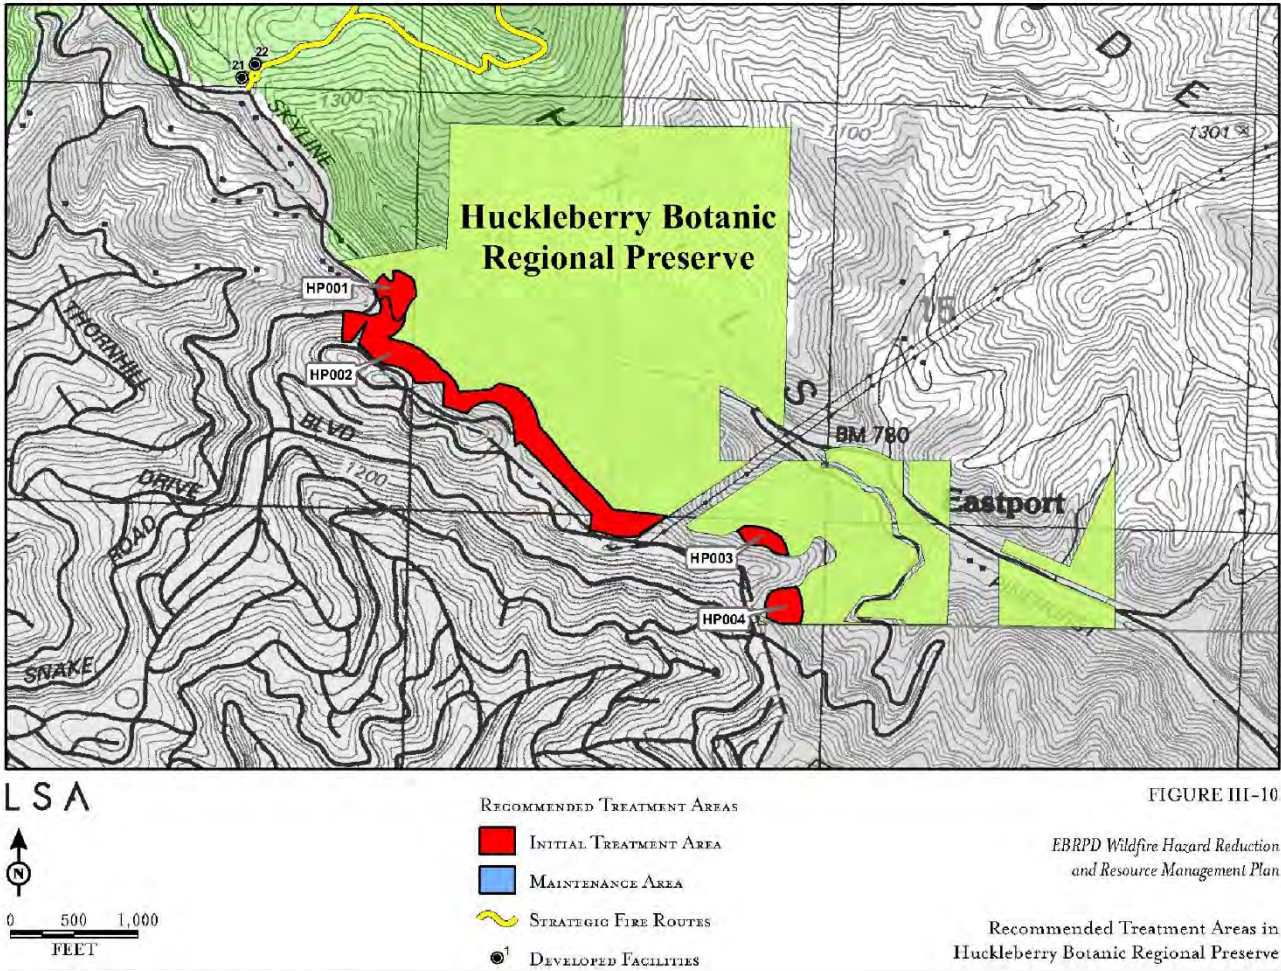 22
21
1300
SKYLINE
K
D
E
1100
1301
Huckleberry Botanic
Regional Preserve
HP001
15
THORNHILL
HP002
S
BLVD
BM 780
1200
DRIVE
Eastport
ROAD
HP003
HP004
SNAKE
LSA
FIGURE III-10
RECOMMENDED TREATMENT AREAS
INITIAL TREATMENT AREA
EBRPD Wildfire Hazard Reduction
and Resource Management Plan
MAINTENANCE AREA
N
STRATEGIC FIRE ROUTES
0 500 1,000
FEET
1
DEVELOPED FACILITIES
Recommended Treatment Areas in
Huckleberry Botanic Regional Preserve